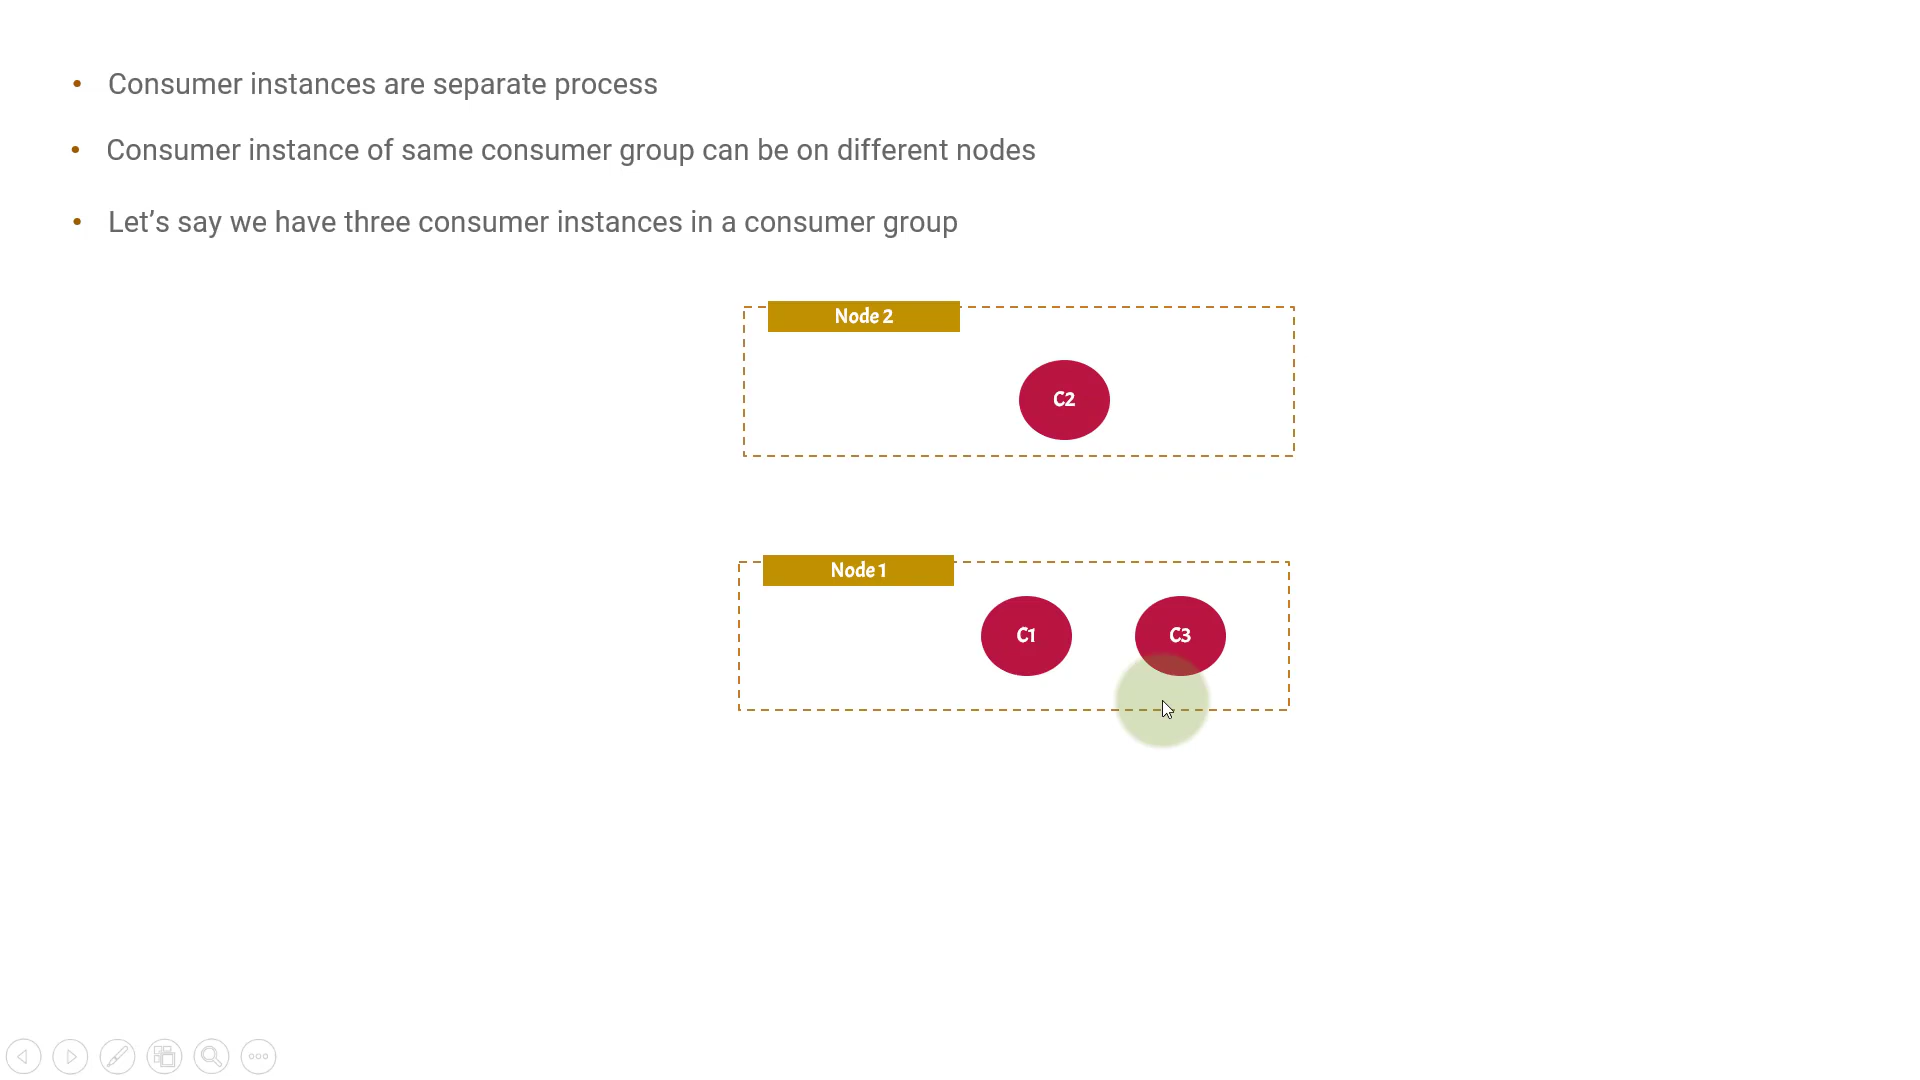 • Consumer instances are separate process
• Consumer instance of same consumer group can be on different nodes
• Let’s say we have three consumer instances in a consumer group
Node 2
C2
Node 1
C1 C3